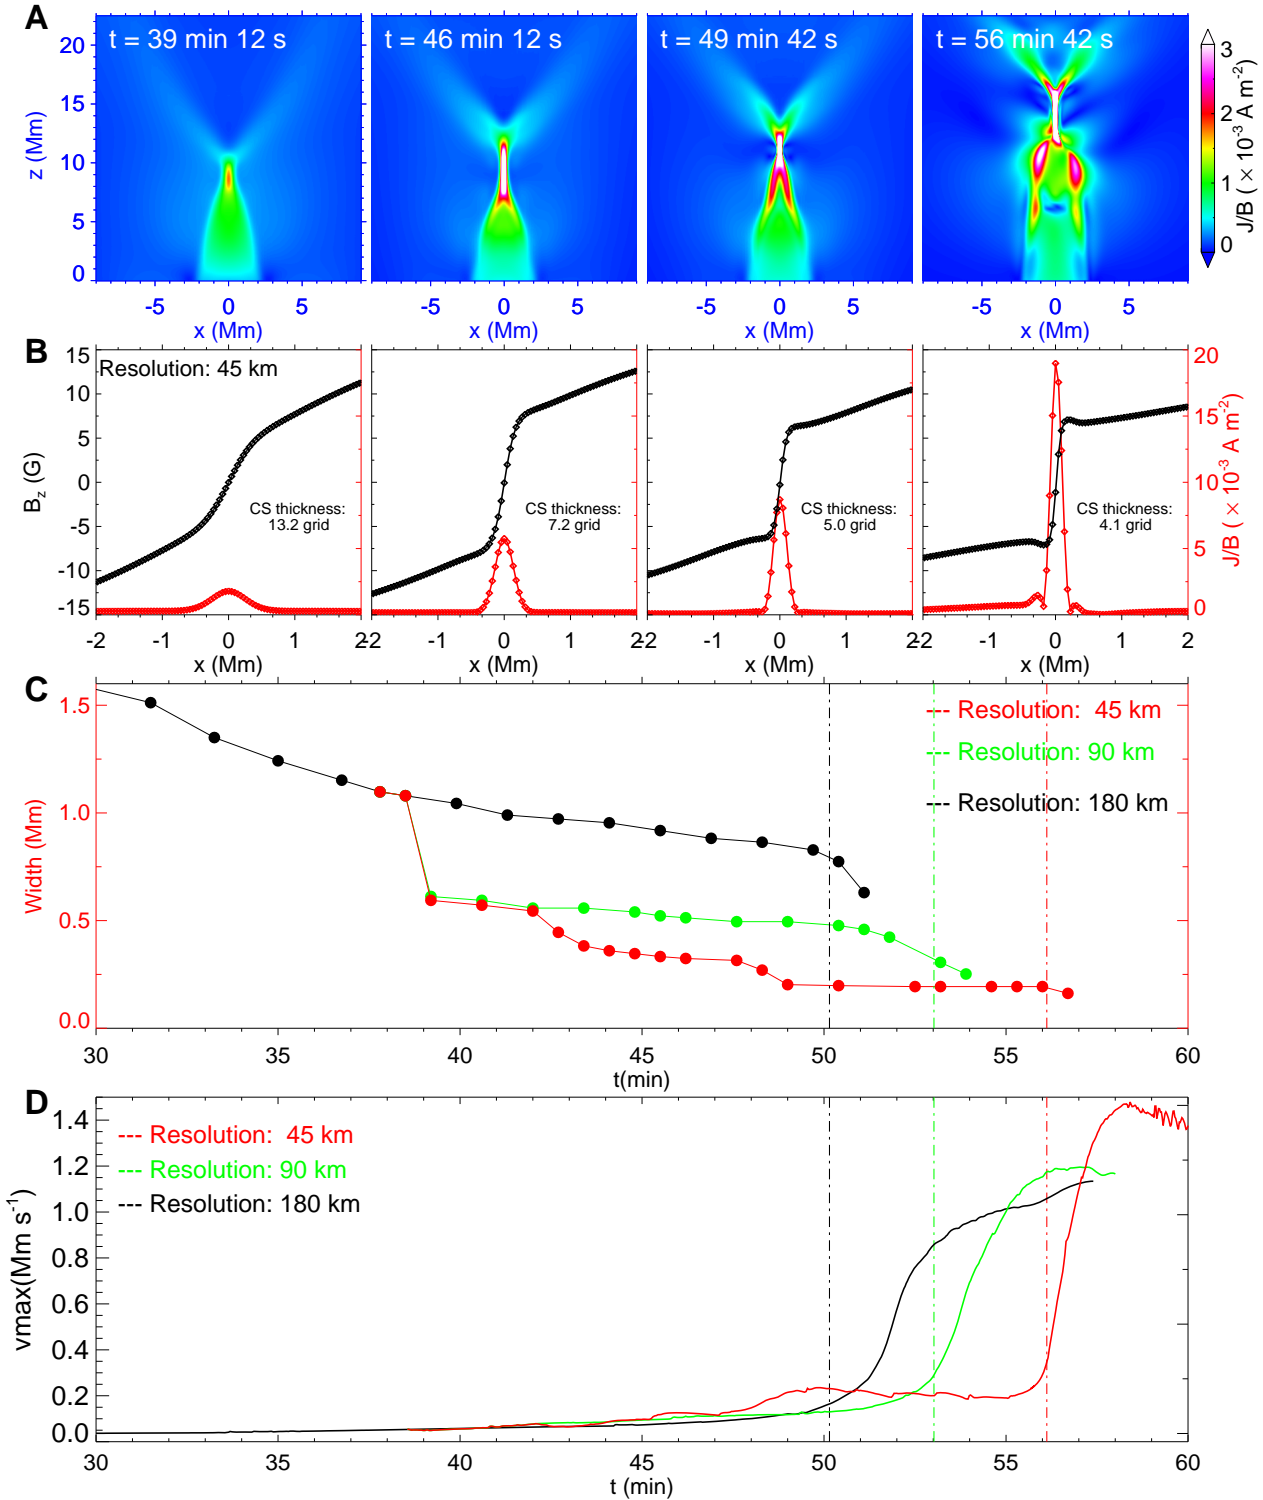 A
t = 39 min 12 s
t = 46 min 12 s
t = 49 min 42 s
t = 56 min 42 s
20
15
10
5
0
z (Mm)
3
2
1
0
J/B ( × 10⁻³ A m⁻²)
-5 0 5
-5 0 5
-5 0 5
-5 0 5
x (Mm)
x (Mm)
x (Mm)
x (Mm)
B
Resolution: 45 km
15
10
5
0
-5
-10
-15
B_z (G)
CS thickness:
13.2 grid
CS thickness:
7.2 grid
CS thickness:
5.0 grid
CS thickness:
4.1 grid
20
15
10
5
0
J/B ( × 10⁻³ A m⁻²)
-2 -1 0 1 2
-2 -1 0 1 2
-2 -1 0 1 2
-2 -1 0 1 2
x (Mm)
x (Mm)
x (Mm)
x (Mm)
C
1.5
1.0
0.5
0.0
Width (Mm)
--- Resolution: 45 km
--- Resolution: 90 km
--- Resolution: 180 km
30 35 40 45 50 55 60
t(min)
D
1.4
1.2
1.0
0.8
0.6
0.4
0.2
0.0
vmax(Mm s⁻¹)
--- Resolution: 45 km
--- Resolution: 90 km
--- Resolution: 180 km
30 35 40 45 50 55 60
t (min)